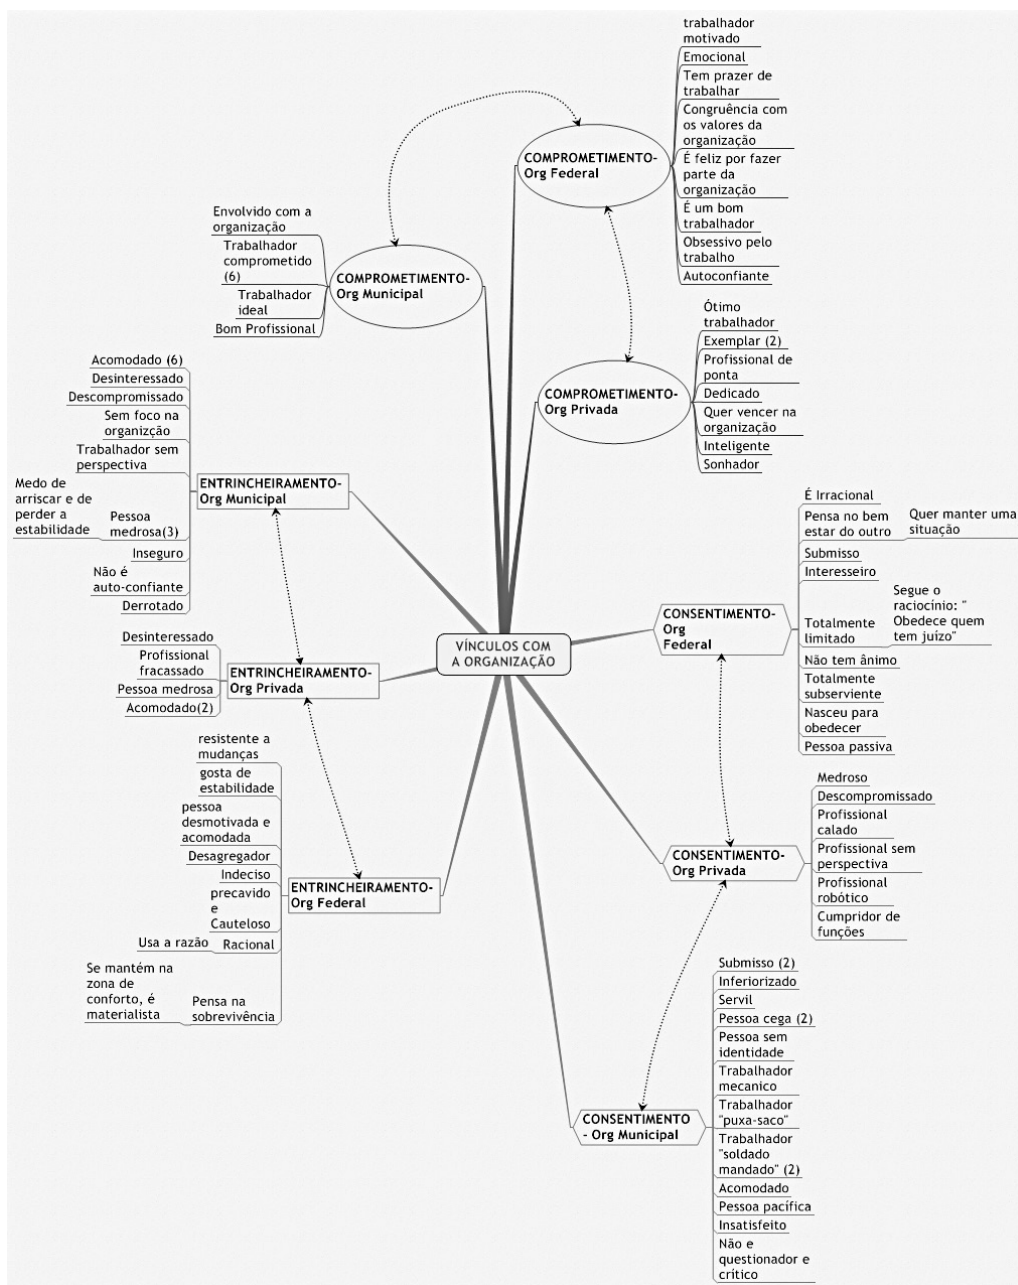 trabalhador
motivado
Emocional
Tem prazer de
trabalhar
Congruência com
os valores da
organização
É feliz por fazer
parte da
organização
É um bom
trabalhador
Obsessivo pelo
trabalho
Autoconfiante
COMPROMETIMENTO-
Org Federal
Envolvido com a
organização
Trabalhador
comprometido
(6)
Trabalhador
ideal
Bom Profissional
COMPROMETIMENTO-
Org Municipal
Ótimo
trabalhador
Exemplar (2)
Profissional de
ponta
Dedicado
Quer vencer na
organização
Inteligente
Sonhador
COMPROMETIMENTO-
Org Privada
Acomodado (6)
Desinteressado
Descompromissado
Sem foco na
organizção
Trabalhador sem
perspectiva
Medo de
arriscar e de
perder a
estabilidade
Pessoa
medrosa(3)
Inseguro
Não é
auto-confiante
Derrotado
ENTRINCHEIRAMENTO-
Org Municipal
É Irracional
Pensa no bem
estar do outro
Quer manter uma
situação
Submisso
Interesseiro
Totalmente
limitado
Segue o
raciocínio: "
Obedece quem
tem juízo"
Não tem ânimo
Totalmente
subserviente
Nasceu para
obedecer
Pessoa passiva
CONSENTIMENTO-
Org
Federal
VÍNCULOS COM
A ORGANIZAÇÃO
Desinteressado
Profissional
fracassado
Pessoa medrosa
Acomodado(2)
ENTRINCHEIRAMENTO-
Org Privada
resistente a
mudanças
gosta de
estabilidade
pessoa
desmotivada e
acomodada
Desagregador
Indeciso
precavido
e
Cauteloso
Usa a razão
Racional
Se mantém na
zona de
conforto, é
materialista
Pensa na
sobrevivência
ENTRINCHEIRAMENTO-
Org Federal
Medroso
Descompromissado
Profissional
calado
Profissional sem
perspectiva
Profissional
robótico
Cumpridor de
funções
CONSENTIMENTO-
Org Privada
Submisso (2)
Inferiorizado
Servil
Pessoa cega (2)
Pessoa sem
identidade
Trabalhador
mecanico
Trabalhador
"puxa-saco"
Trabalhador
"soldado
mandado" (2)
Acomodado
Pessoa pacífica
Insatisfeito
Não e
questionador e
crítico
CONSENTIMENTO
- Org Municipal